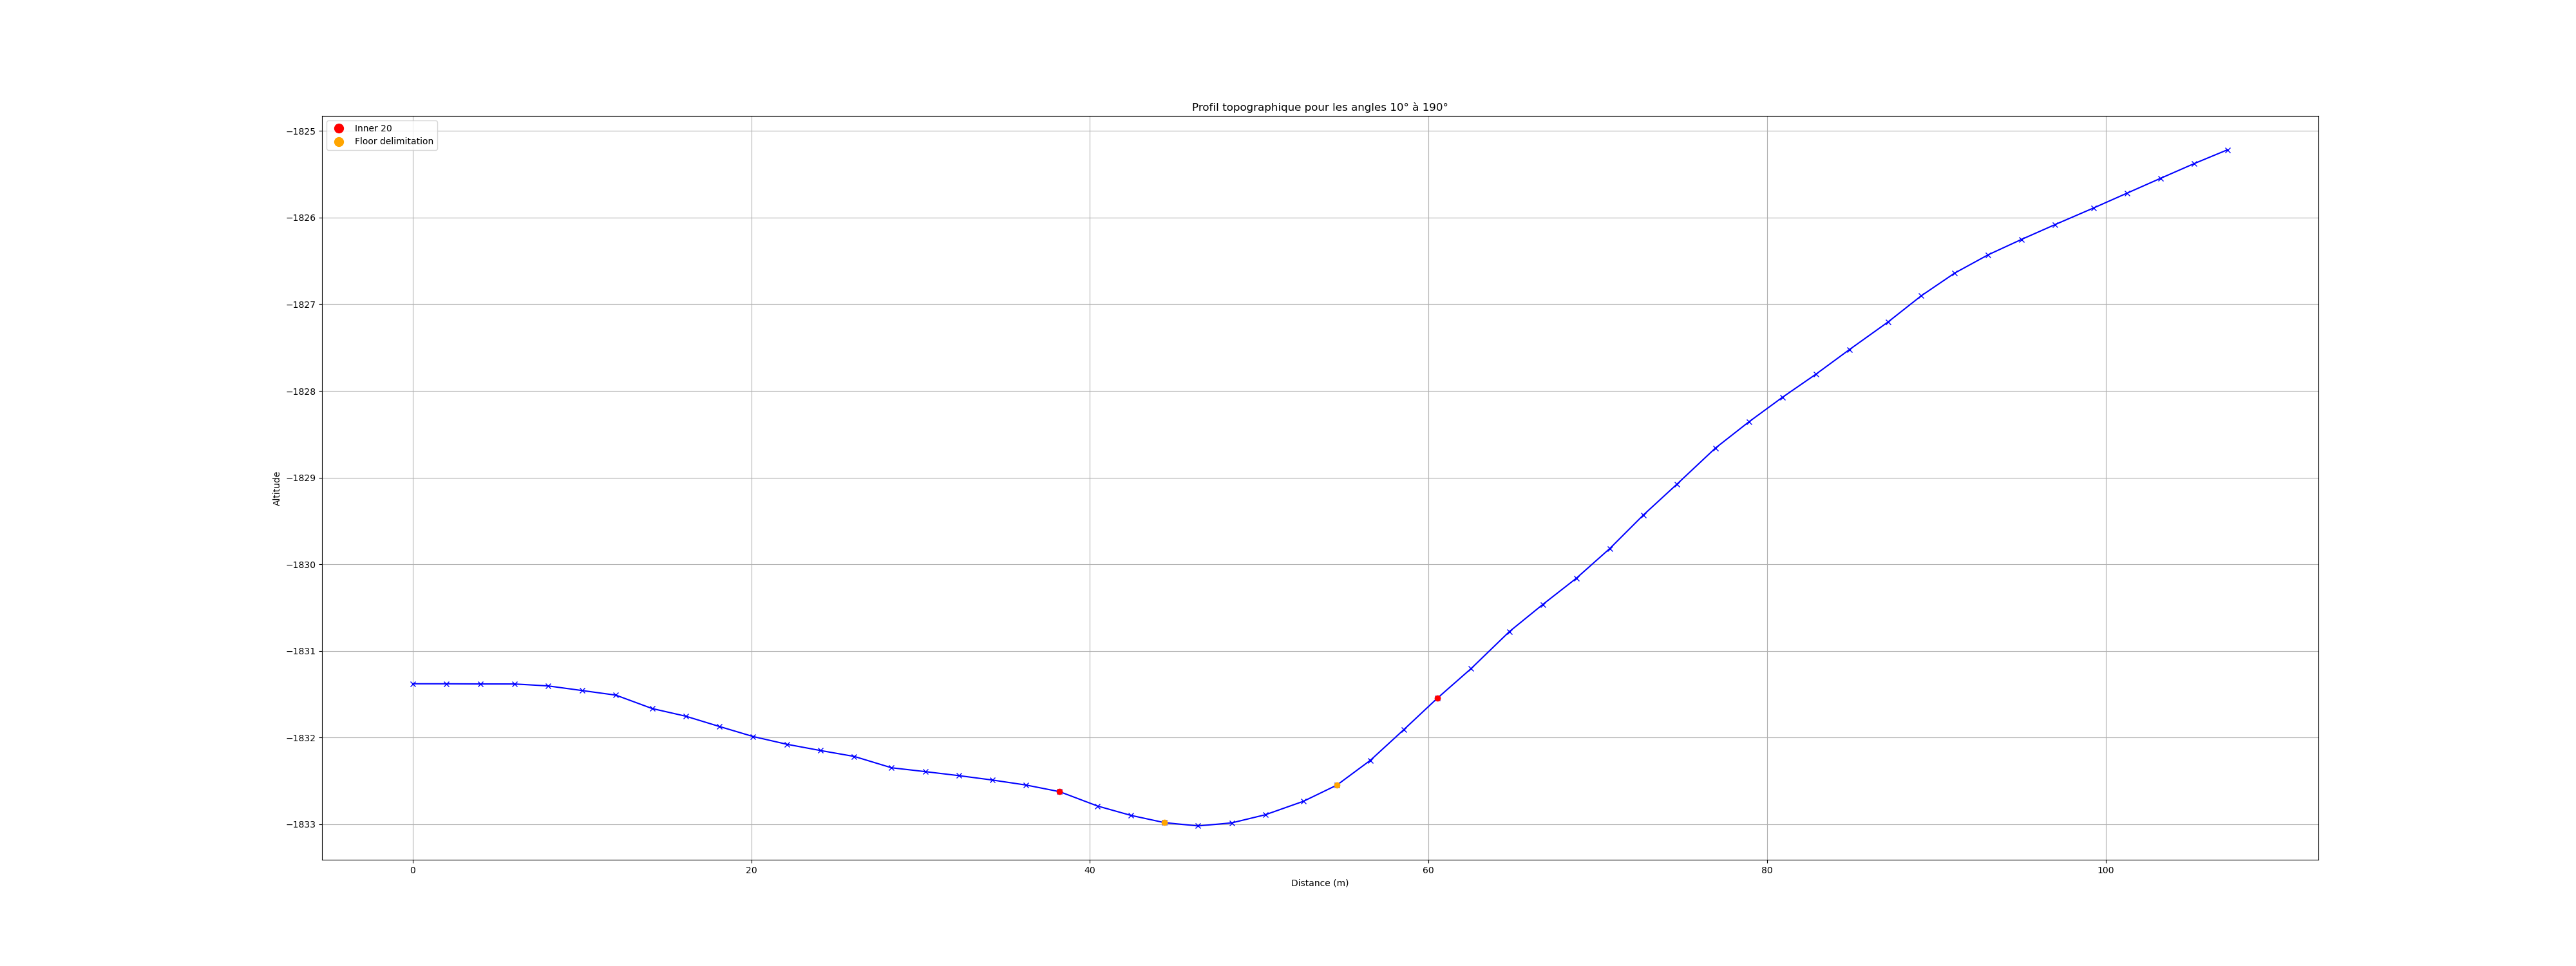 Profil topographique pour les angles 10° à 190°
Inner 20
Floor delimitation
−1825
−1826
−1827
−1828
−1829
−1830
−1831
−1832
−1833
Altitude
0 20 40 60 80 100
Distance (m)